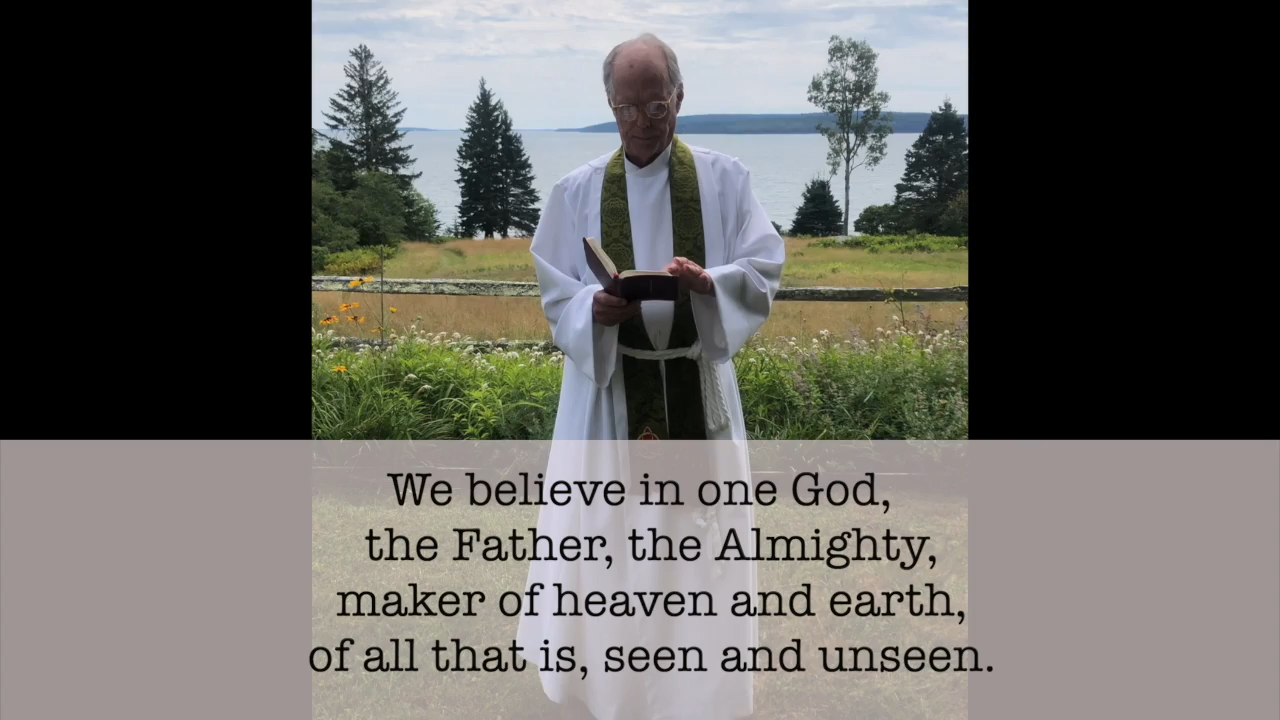 We believe in one God,
the Father, the Almighty,
maker of heaven and earth,
of all that is, seen and unseen.